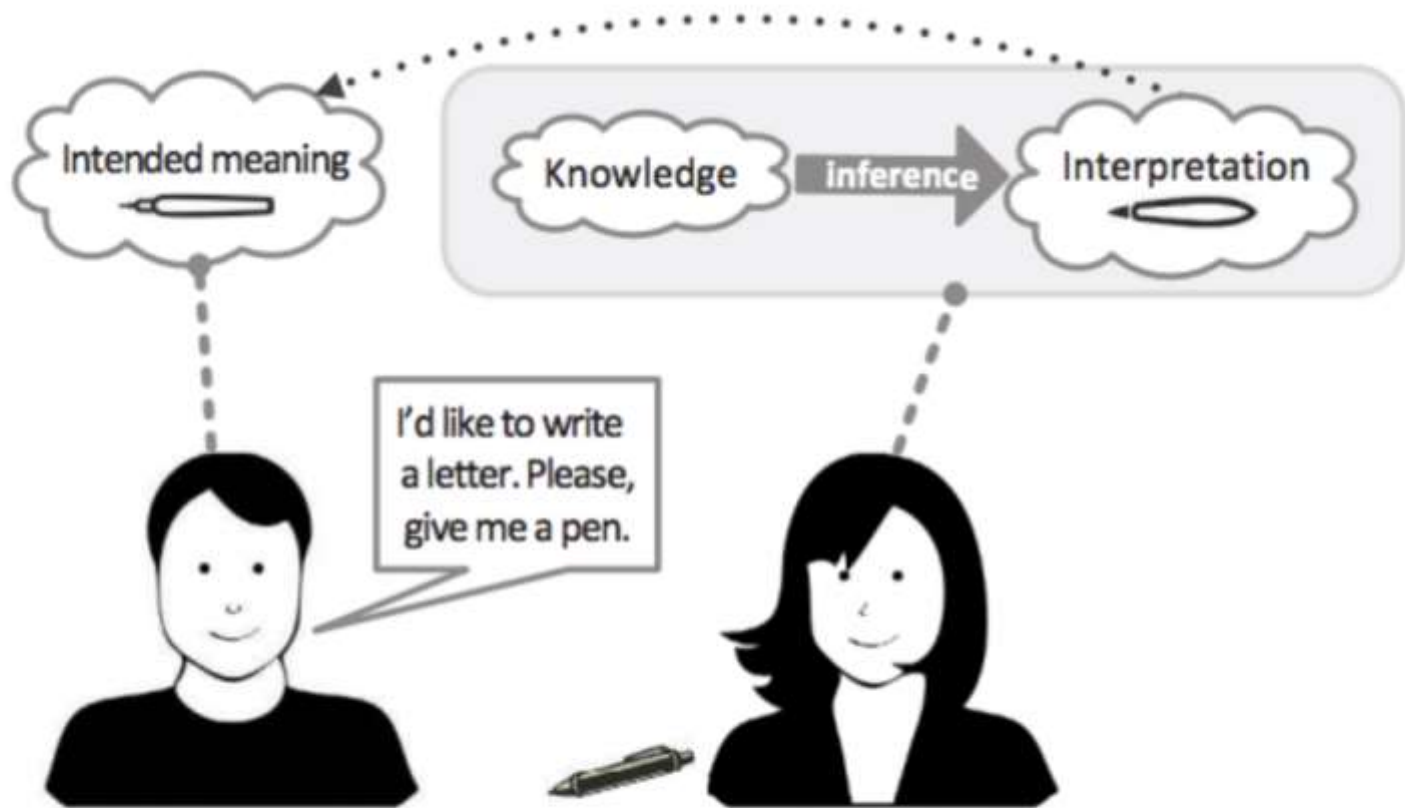 Intended meaning
Knowledge
inference
Interpretation
I'd like to write
a letter. Please,
give me a pen.